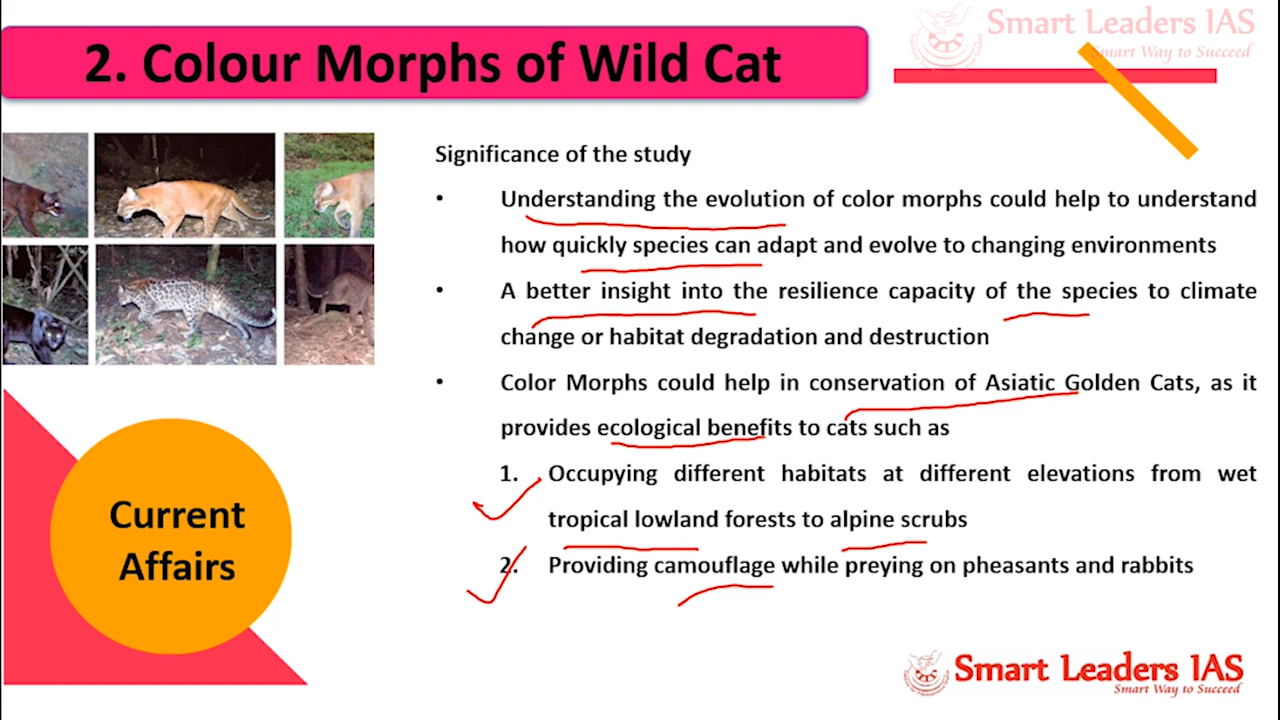 Smart Leaders IAS
Smart Way to Succeed
2. Colour Morphs of Wild Cat
Significance of the study
• Understanding the evolution of color morphs could help to understand
how quickly species can adapt and evolve to changing environments
• A better insight into the resilience capacity of the species to climate
change or habitat degradation and destruction
• Color Morphs could help in conservation of Asiatic Golden Cats, as it
provides ecological benefits to cats such as
1. Occupying different habitats at different elevations from wet
tropical lowland forests to alpine scrubs
2. Providing camouflage while preying on pheasants and rabbits
Current
Affairs
Smart Leaders IAS
Smart Way to Succeed